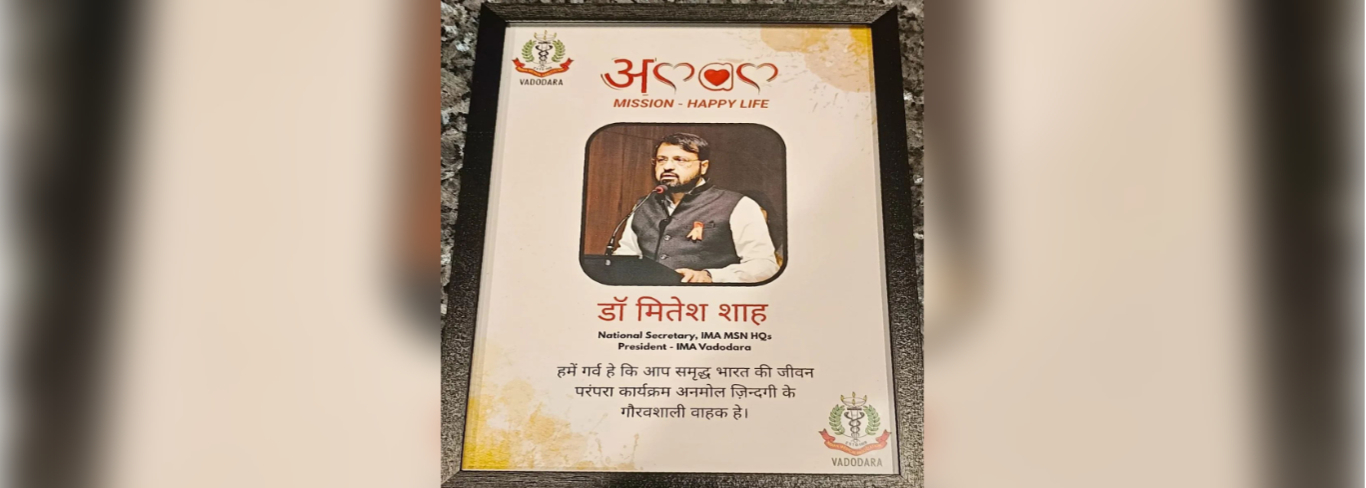 VADODARA
MISSION - HAPPY LIFE
डॉ मितेश शाह
National Secretary, IMA MSN HQs
President - IMA Vadodara
हमें गर्व हे कि आप समृद्ध भारत की जीवन
परंपरा कार्यक्रम अनमोल ज़िन्दगी के
गौरवशाली वाहक हे।
VADODARA